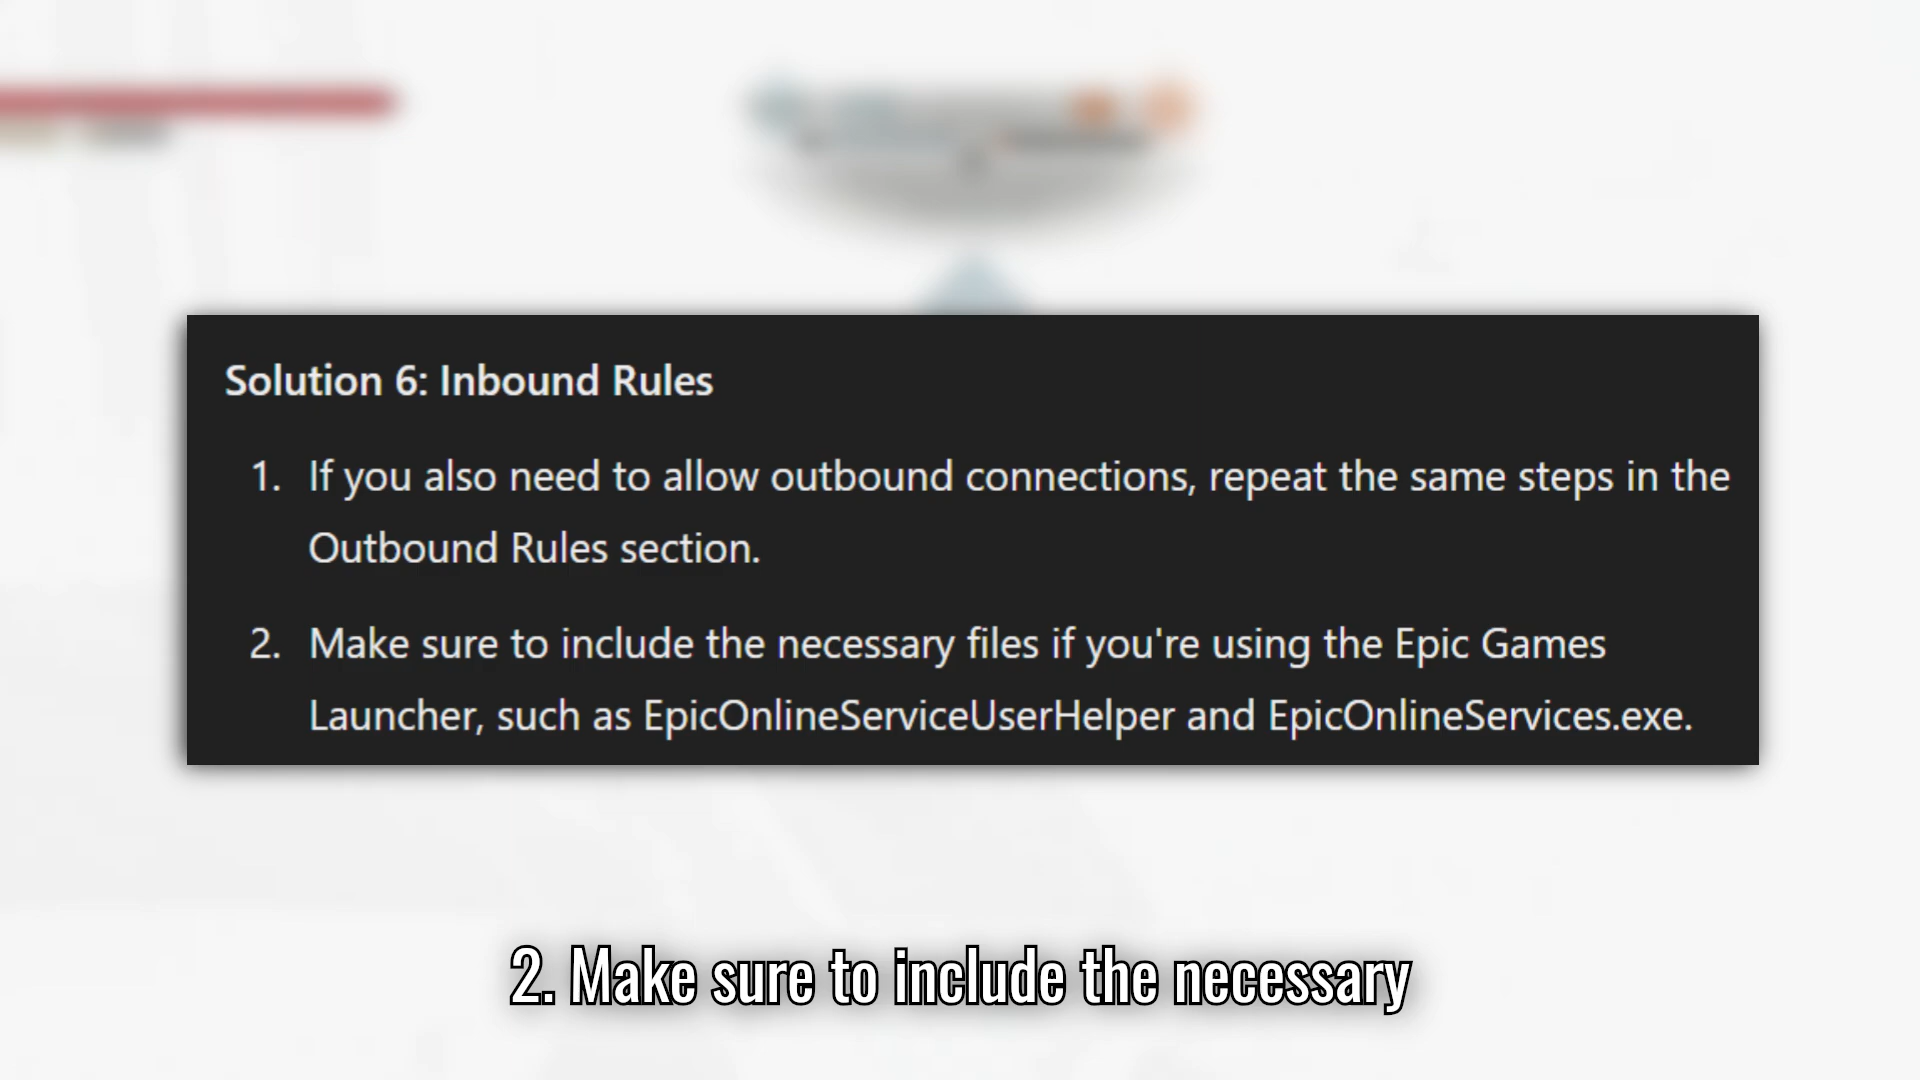 Solution 6: Inbound Rules
1. If you also need to allow outbound connections, repeat the same steps in the
Outbound Rules section.
2. Make sure to include the necessary files if you're using the Epic Games
Launcher, such as EpicOnlineServiceUserHelper and EpicOnlineServices.exe.
2. Make sure to include the necessary